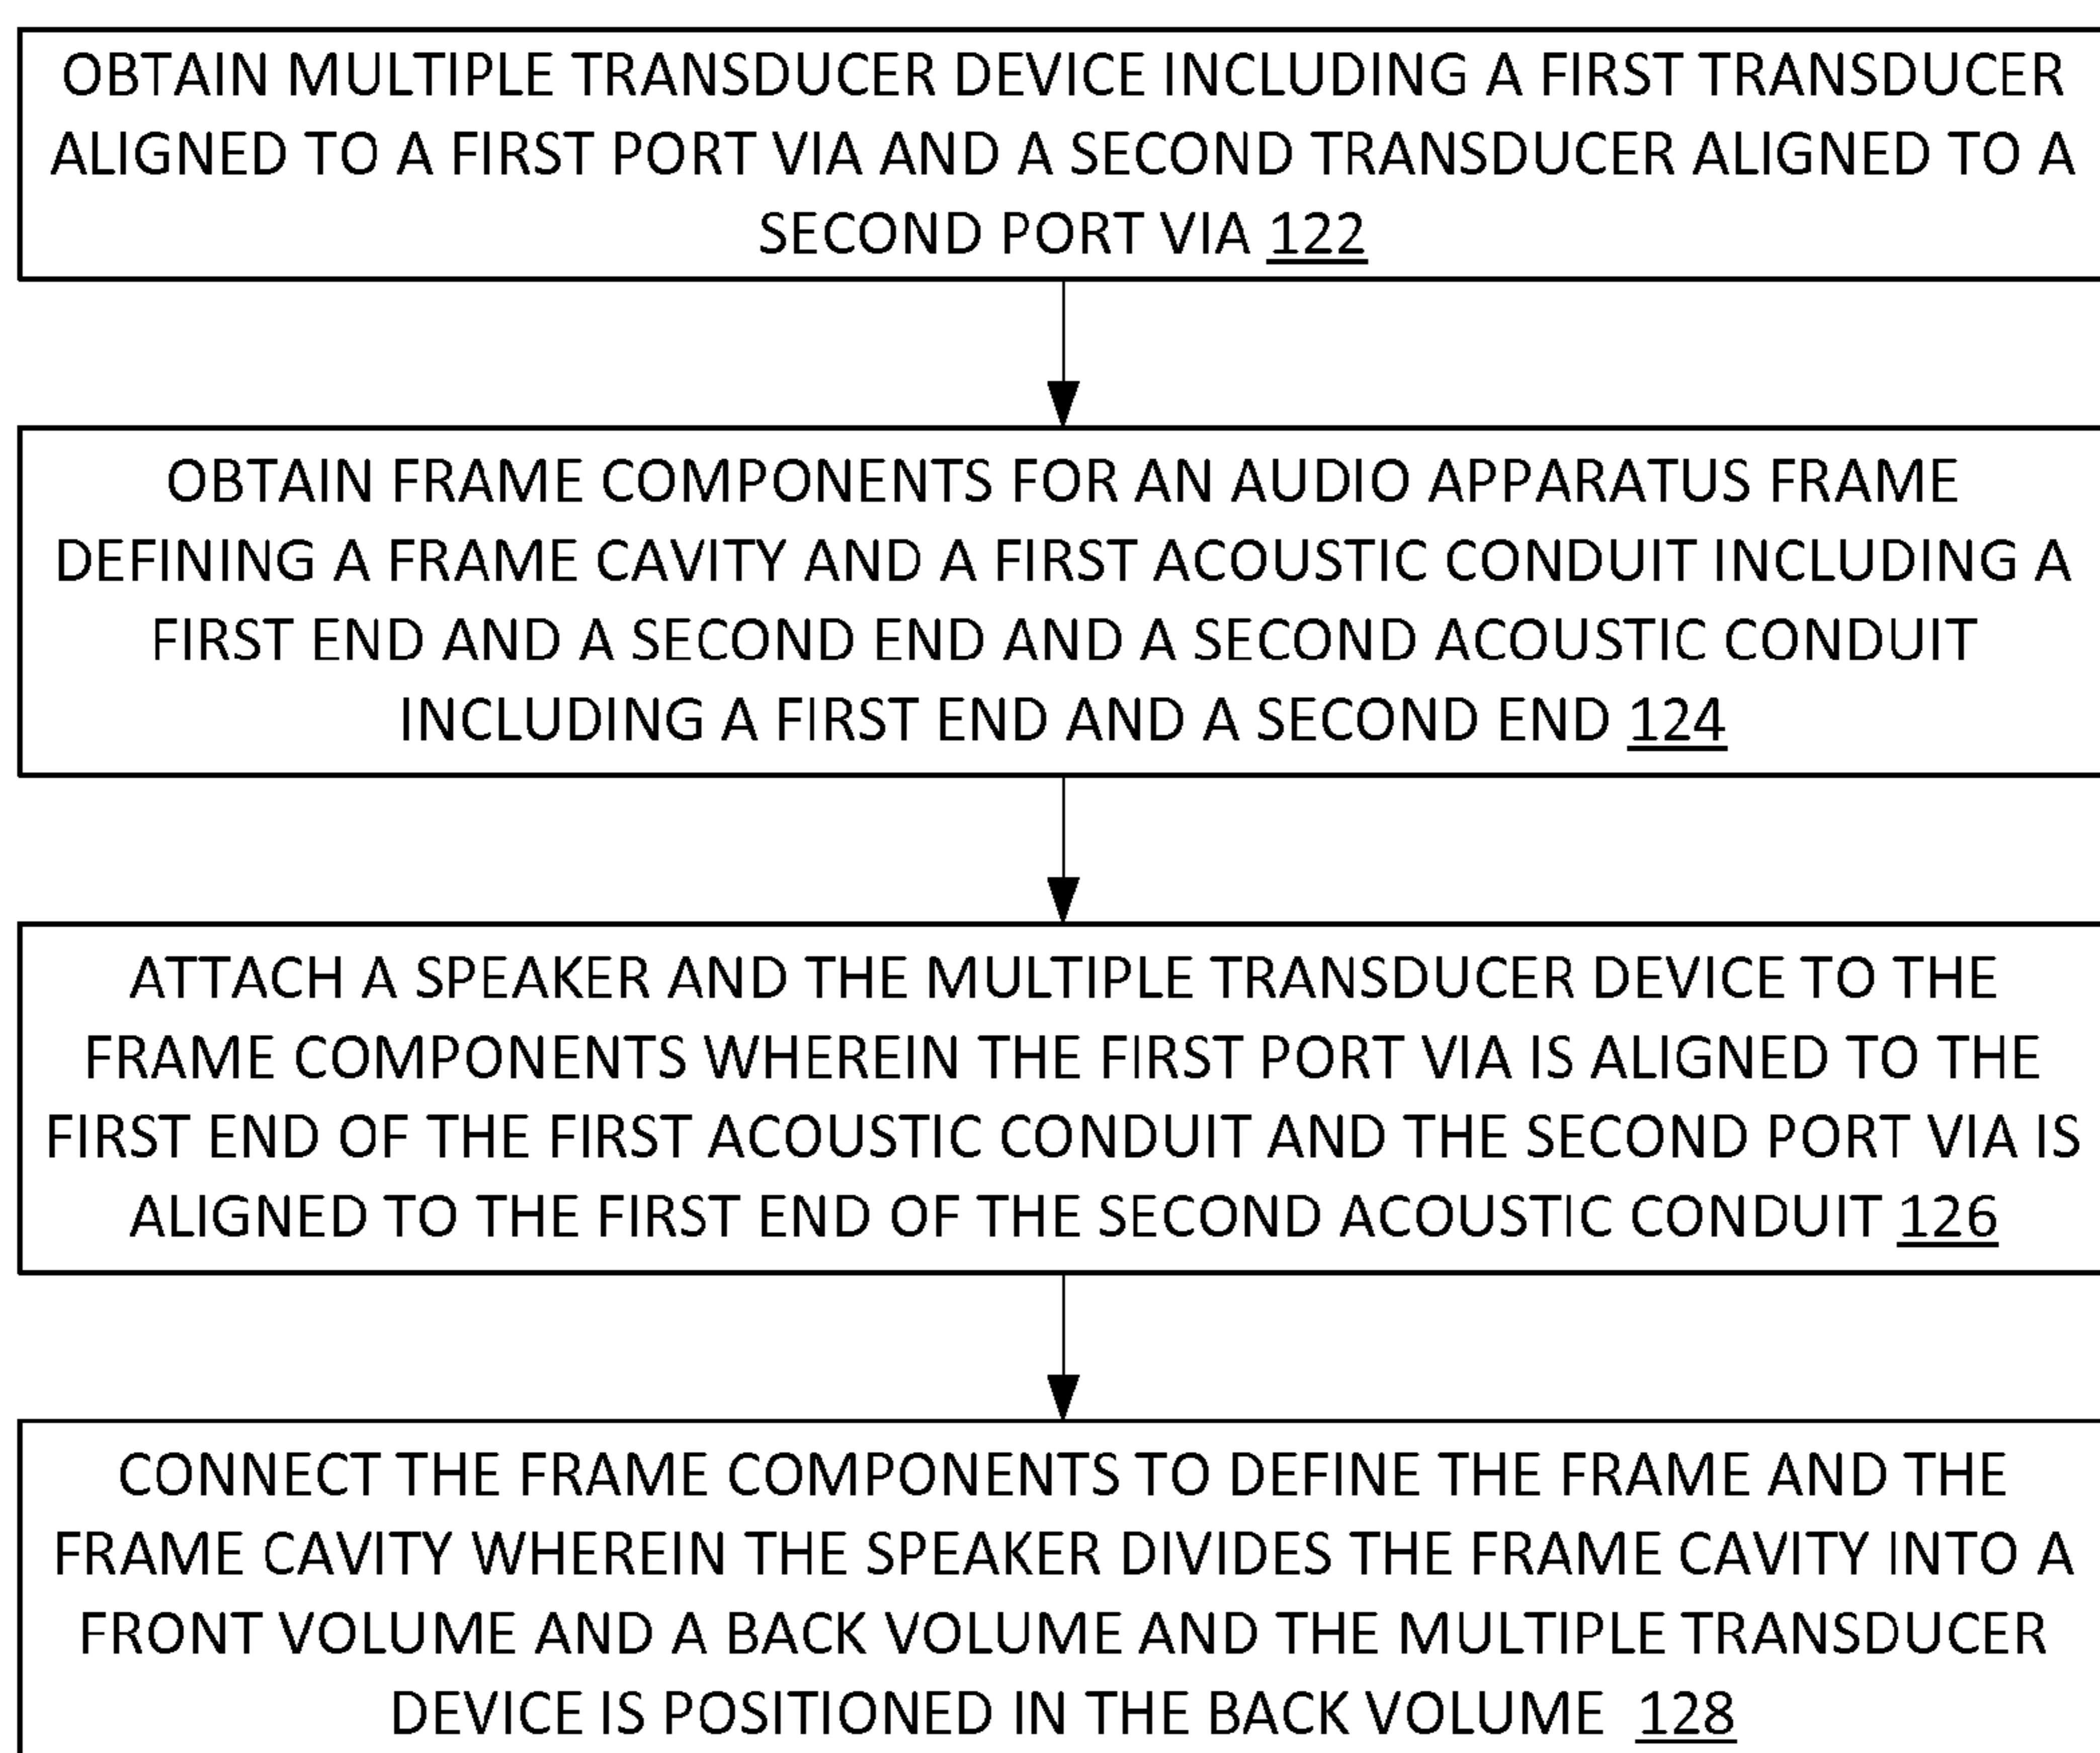 OBTAIN MULTIPLE TRANSDUCER DEVICE INCLUDING A FIRST TRANSDUCER
ALIGNED TO A FIRST PORT VIA AND A SECOND TRANSDUCER ALIGNED TO A
SECOND PORT VIA 122
OBTAIN FRAME COMPONENTS FOR AN AUDIO APPARATUS FRAME
DEFINING A FRAME CAVITY AND A FIRST ACOUSTIC CONDUIT INCLUDING A
FIRST END AND A SECOND END AND A SECOND ACOUSTIC CONDUIT
INCLUDING A FIRST END AND A SECOND END 124
ATTACH A SPEAKER AND THE MULTIPLE TRANSDUCER DEVICE TO THE
FRAME COMPONENTS WHEREIN THE FIRST PORT VIA IS ALIGNED TO THE
FIRST END OF THE FIRST ACOUSTIC CONDUIT AND THE SECOND PORT VIA IS
ALIGNED TO THE FIRST END OF THE SECOND ACOUSTIC CONDUIT 126
CONNECT THE FRAME COMPONENTS TO DEFINE THE FRAME AND THE
FRAME CAVITY WHEREIN THE SPEAKER DIVIDES THE FRAME CAVITY INTO A
FRONT VOLUME AND A BACK VOLUME AND THE MULTIPLE TRANSDUCER
DEVICE IS POSITIONED IN THE BACK VOLUME 128